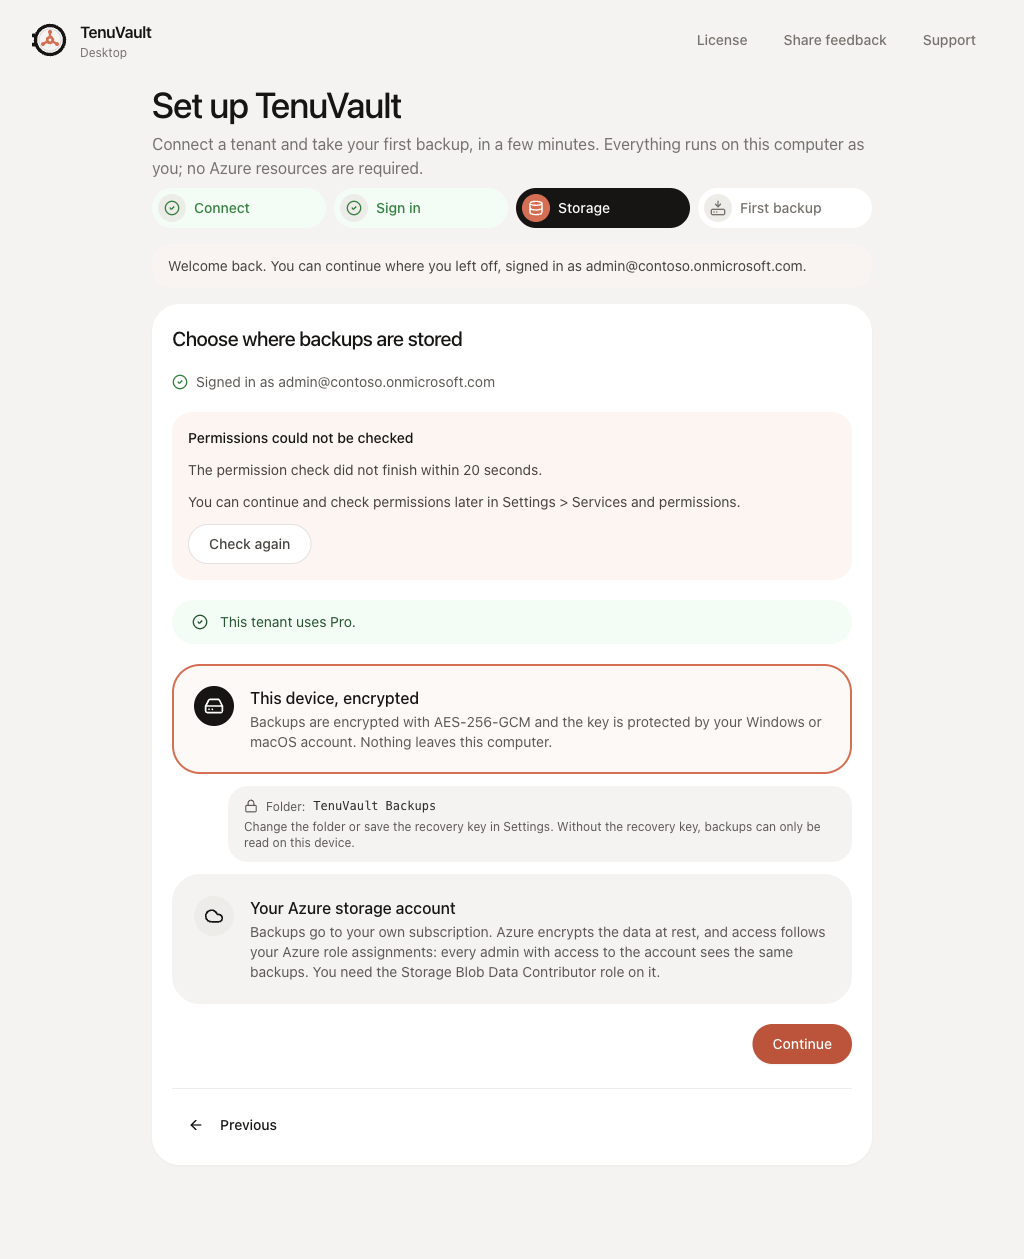 TenuVault
Desktop
License
Share feedback
Support
Set up TenuVault
Connect a tenant and take your first backup, in a few minutes. Everything runs on this computer as
you; no Azure resources are required.
Connect
Sign in
Storage
First backup
Welcome back. You can continue where you left off, signed in as admin@contoso.onmicrosoft.com.
Choose where backups are stored
Signed in as admin@contoso.onmicrosoft.com
Permissions could not be checked
The permission check did not finish within 20 seconds.
You can continue and check permissions later in Settings > Services and permissions.
Check again
This tenant uses Pro.
This device, encrypted
Backups are encrypted with AES-256-GCM and the key is protected by your Windows or
macOS account. Nothing leaves this computer.
Folder: TenuVault Backups
Change the folder or save the recovery key in Settings. Without the recovery key, backups can only be
read on this device.
Your Azure storage account
Backups go to your own subscription. Azure encrypts the data at rest, and access follows
your Azure role assignments: every admin with access to the account sees the same
backups. You need the Storage Blob Data Contributor role on it.
Continue
Previous